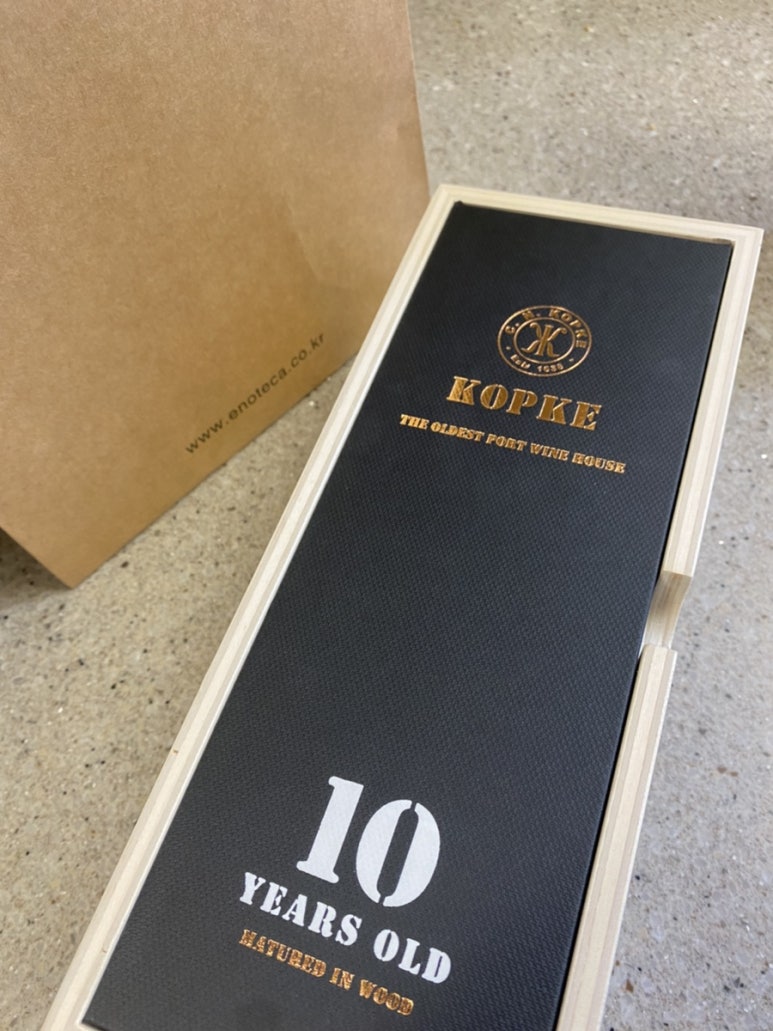 www.enoteca.co.kr
C. N. KOPKE
Estd 1638
KOPKE
THE OLDEST PORT WINE HOUSE
10
YEARS OLD
MATURED IN WOOD